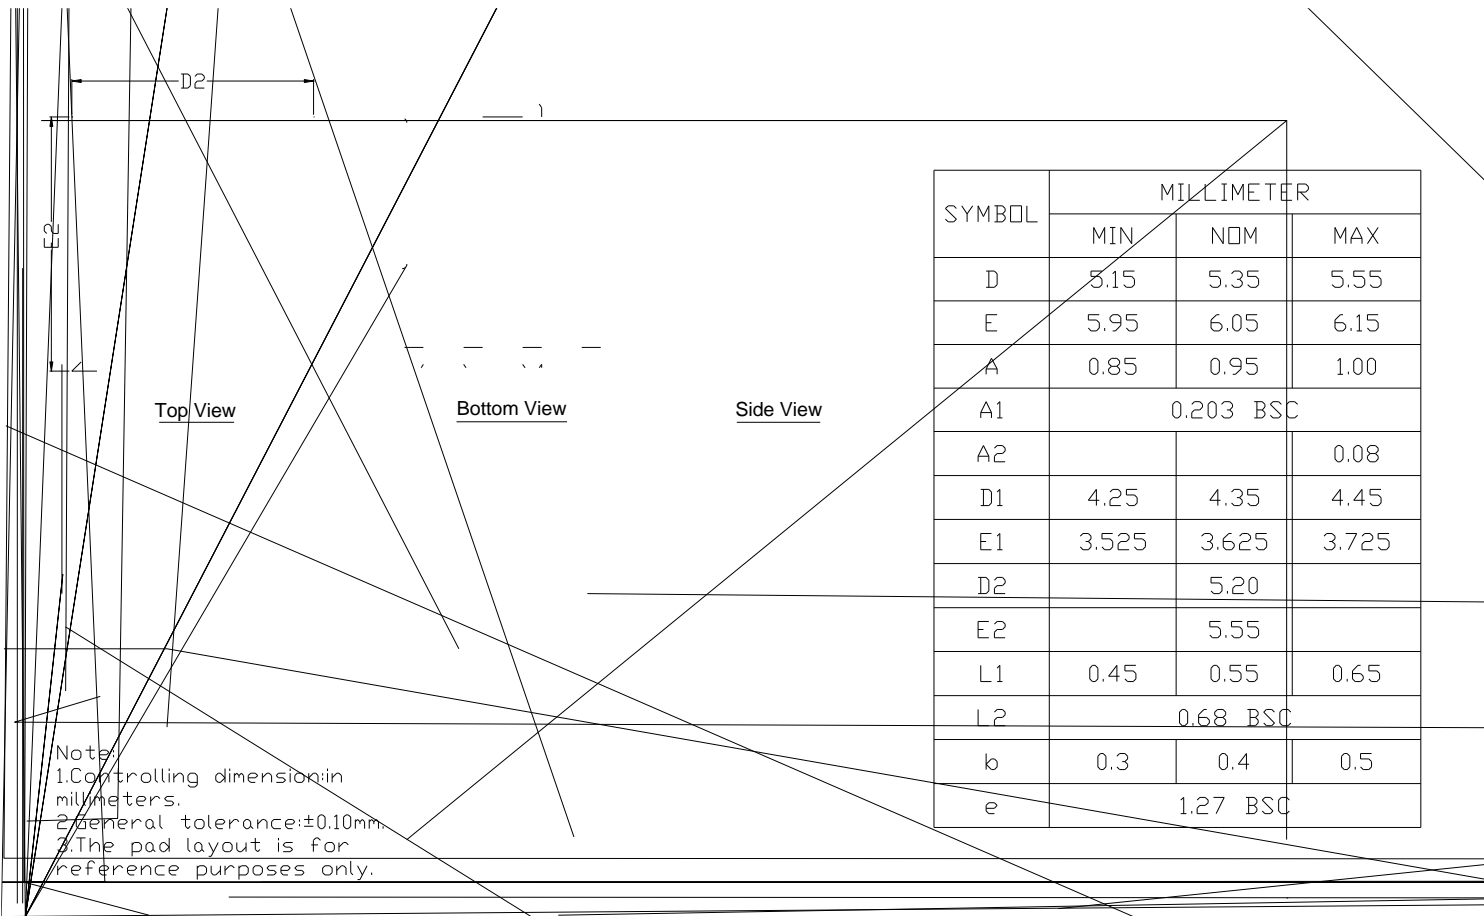 D2
E2
Top View
Bottom View
Side View
SYMBOL MILLIMETER
MIN NOM MAX
D 5.15 5.35 5.55
E 5.95 6.05 6.15
A 0.85 0.95 1.00
A1 0.203 BSC
A2 0.08
D1 4.25 4.35 4.45
E1 3.525 3.625 3.725
D2 5.20
E2 5.55
L1 0.45 0.55 0.65
L2 0.68 BSC
b 0.3 0.4 0.5
e 1.27 BSC
Note:
1.Controlling dimension:in
millimeters.
2.General tolerance:±0.10mm.
3.The pad layout is for
reference purposes only.